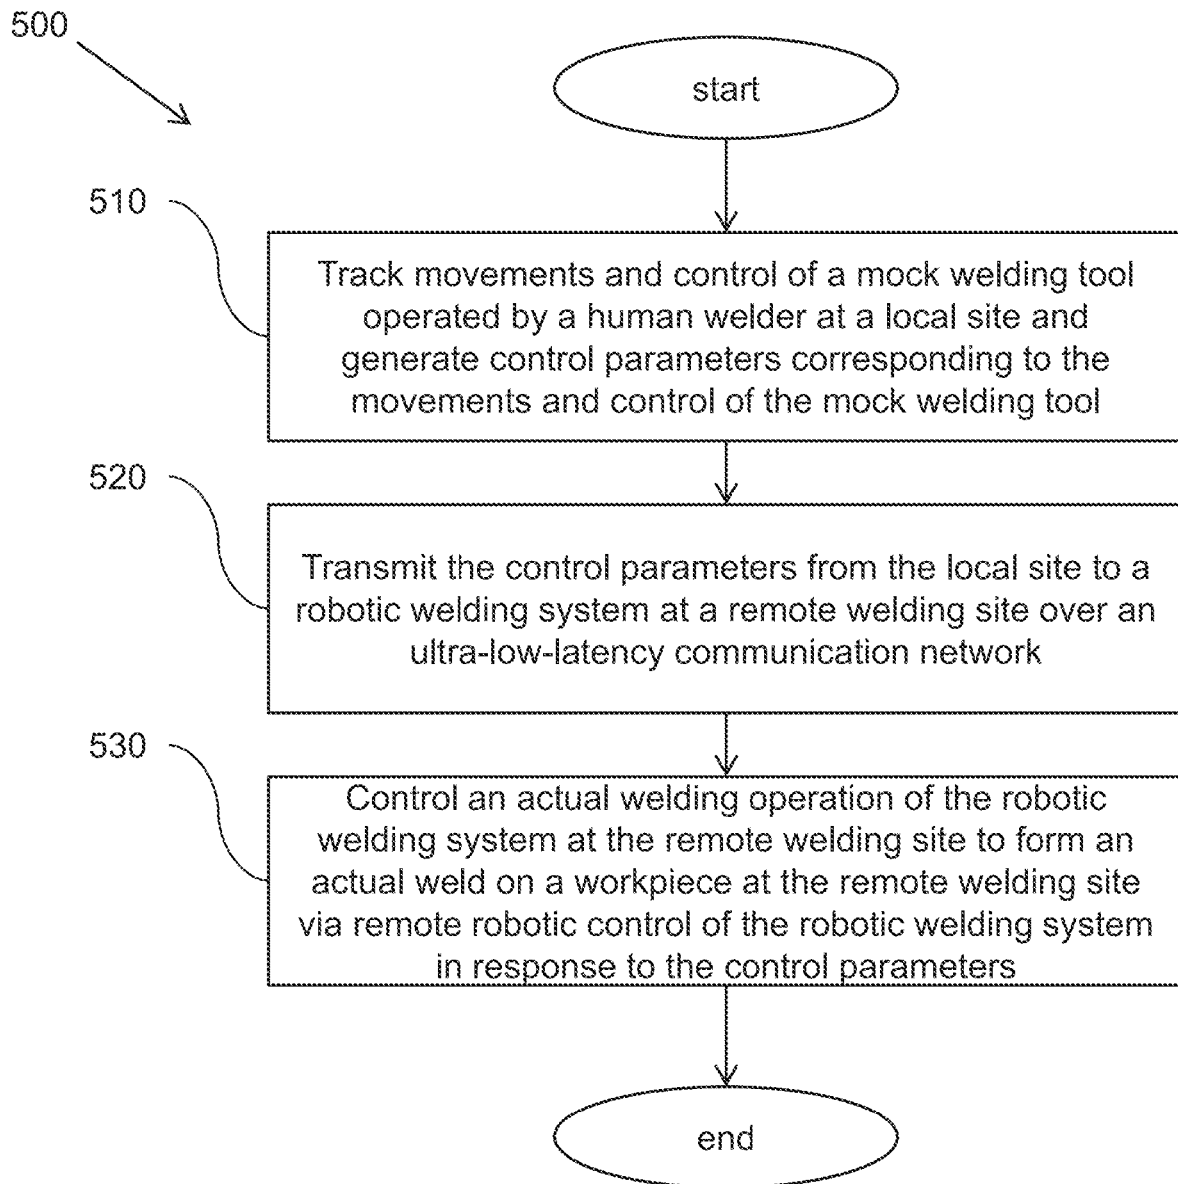 500
start
510
Track movements and control of a mock welding tool
operated by a human welder at a local site and
generate control parameters corresponding to the
movements and control of the mock welding tool
520
Transmit the control parameters from the local site to a
robotic welding system at a remote welding site over an
ultra-low-latency communication network
530
Control an actual welding operation of the robotic
welding system at the remote welding site to form an
actual weld on a workpiece at the remote welding site
via remote robotic control of the robotic welding system
in response to the control parameters
end